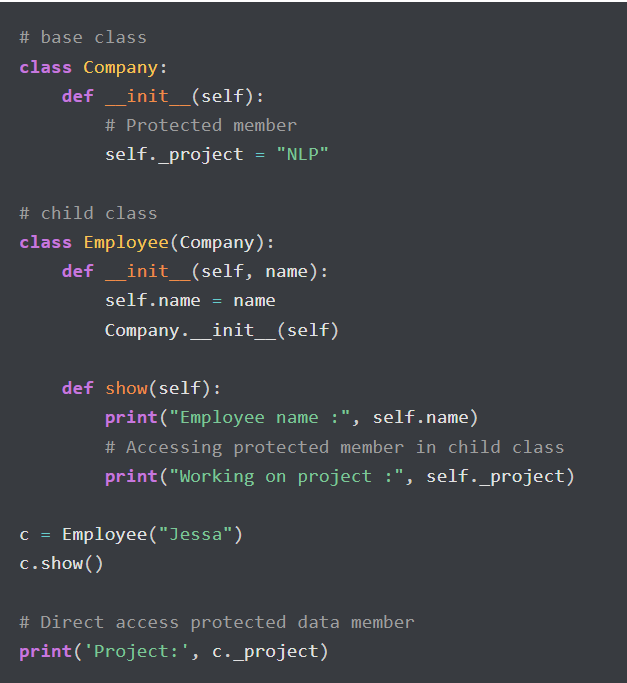 # base class
class Company:
    def __init__(self):
        # Protected member
        self._project = "NLP"

# child class
class Employee(Company):
    def __init__(self, name):
        self.name = name
        Company.__init__(self)

    def show(self):
        print("Employee name :", self.name)
        # Accessing protected member in child class
        print("Working on project :", self._project)

c = Employee("Jessa")
c.show()

# Direct access protected data member
print('Project:', c._project)